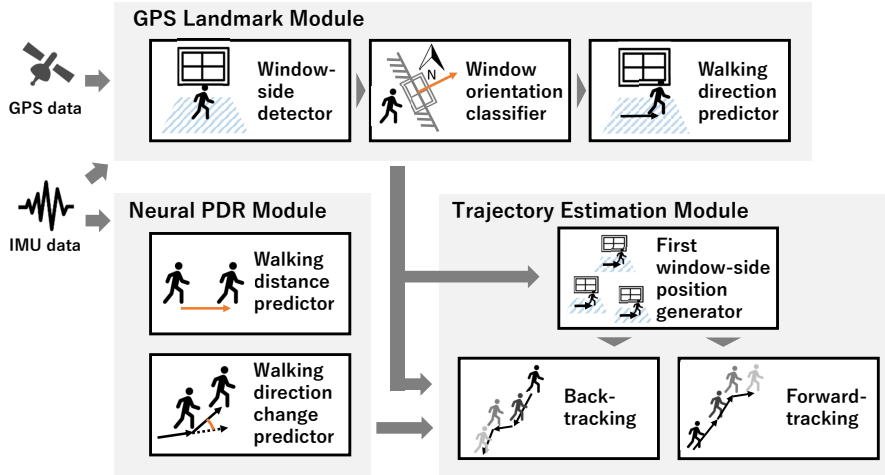 GPS Landmark Module
GPS data
Window-
side
detector
N
Window
orientation
classifier
Walking
direction
predictor
IMU data
Neural PDR Module
Walking
distance
predictor
Walking
direction
change
predictor
Trajectory Estimation Module
First
window-side
position
generator
Back-
tracking
Forward-
tracking